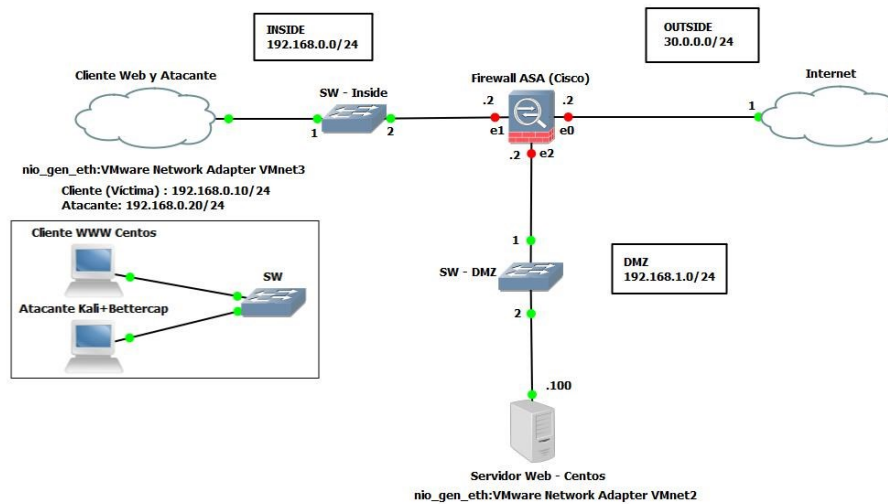 INSIDE
192.168.0.0/24
OUTSIDE
30.0.0.0/24
Cliente Web y Atacante
SW - Inside
Firewall ASA (Cisco)
Internet
1
2
.2
e1
.2
e0
1
.2
e2
nio_gen_eth:VMware Network Adapter VMnet3
Cliente (Víctima) : 192.168.0.10/24
Atacante: 192.168.0.20/24
Cliente WWW Centos
SW
Atacante Kali+Bettercap
1
SW - DMZ
2
DMZ
192.168.1.0/24
.100
Servidor Web - Centos
nio_gen_eth:VMware Network Adapter VMnet2